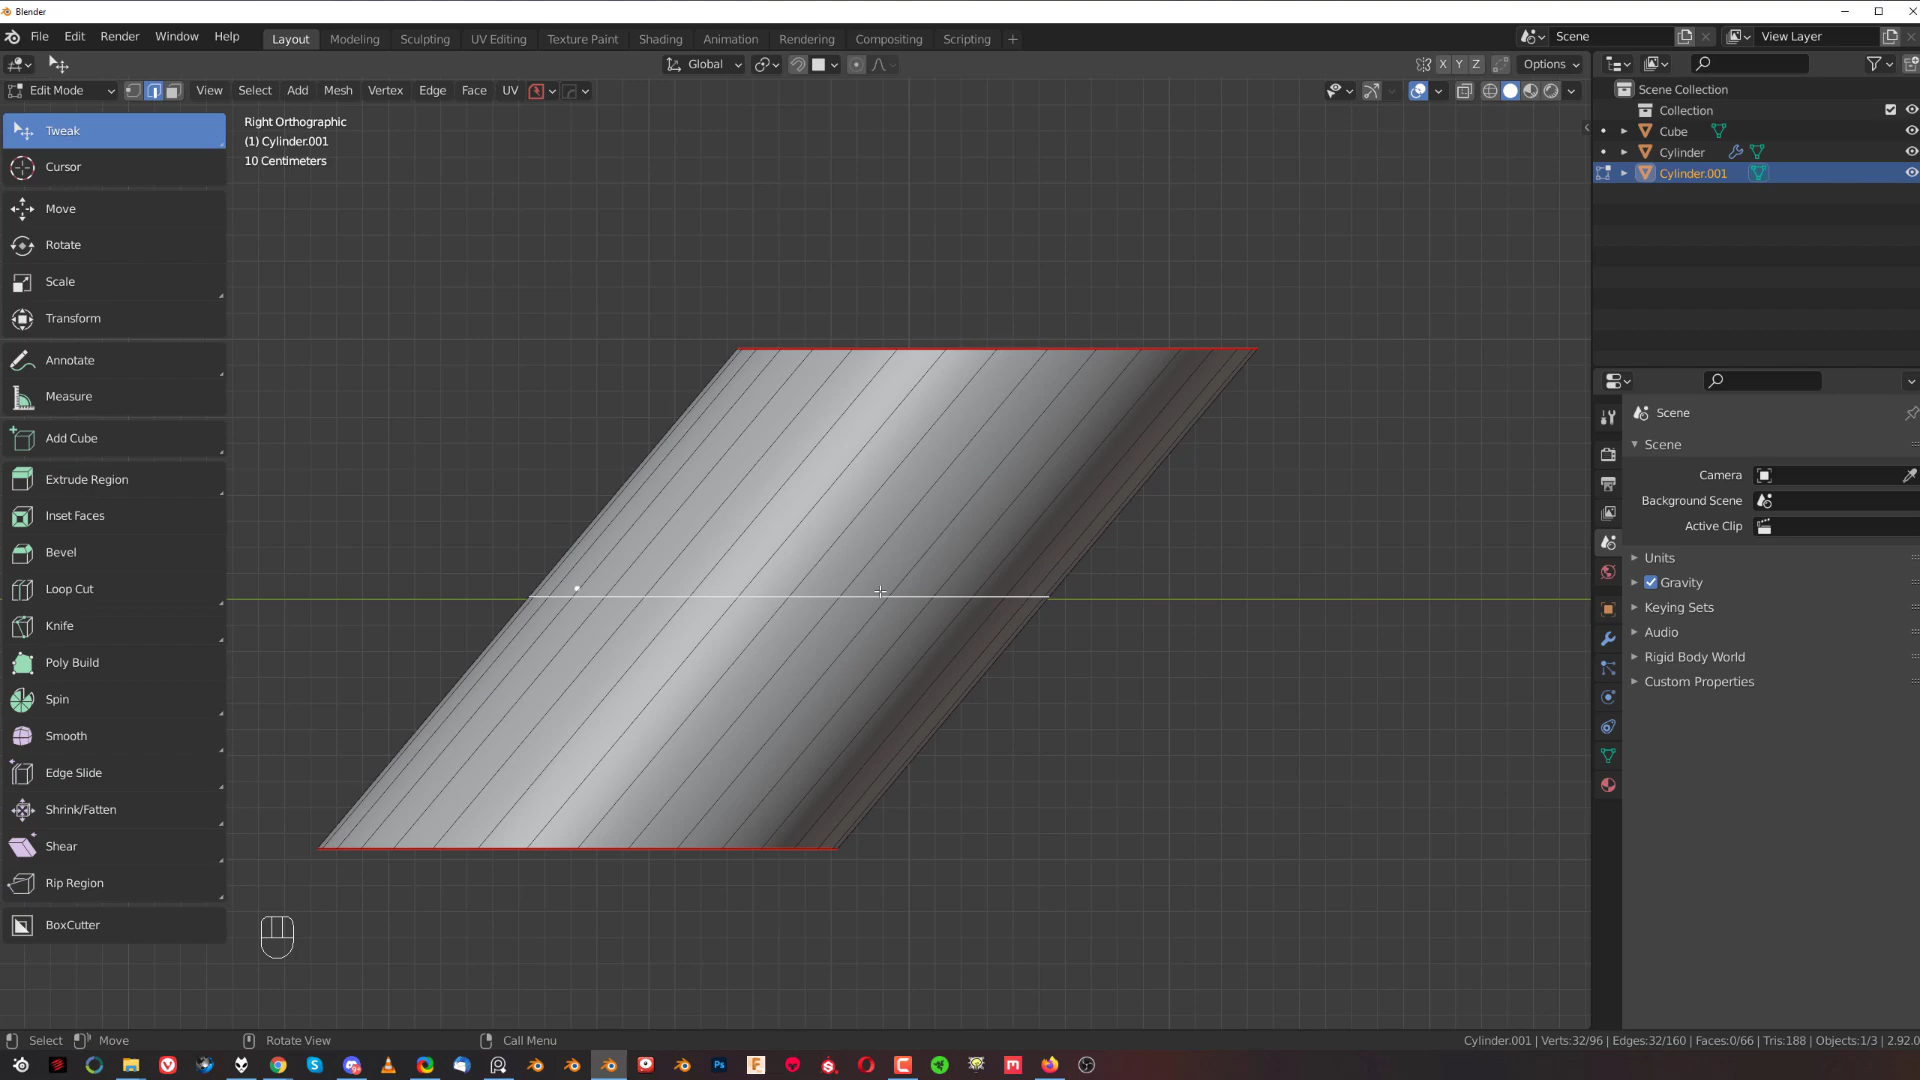 Blender
File Edit Render Window Help
Layout Modeling Sculpting UV Editing Texture Paint Shading Animation Rendering Compositing Scripting
Scene
View Layer
Global
X Y Z
Options
Edit Mode
View Select Add Mesh Vertex Edge Face UV
Right Orthographic
(1) Cylinder.001
10 Centimeters
Tweak
Cursor
Move
Rotate
Scale
Transform
Annotate
Measure
Add Cube
Extrude Region
Inset Faces
Bevel
Loop Cut
Knife
Poly Build
Spin
Smooth
Edge Slide
Shrink/Fatten
Shear
Rip Region
BoxCutter
Scene Collection
Collection
Cube
Cylinder
Cylinder.001
Scene
Scene
Camera
Background Scene
Active Clip
Units
Gravity
Keying Sets
Audio
Rigid Body World
Custom Properties
Select
Move
Rotate View
Call Menu
Cylinder.001 | Verts:32/96 | Edges:32/160 | Faces:0/66 | Tris:188 | Objects:1/3 | 2.92.0